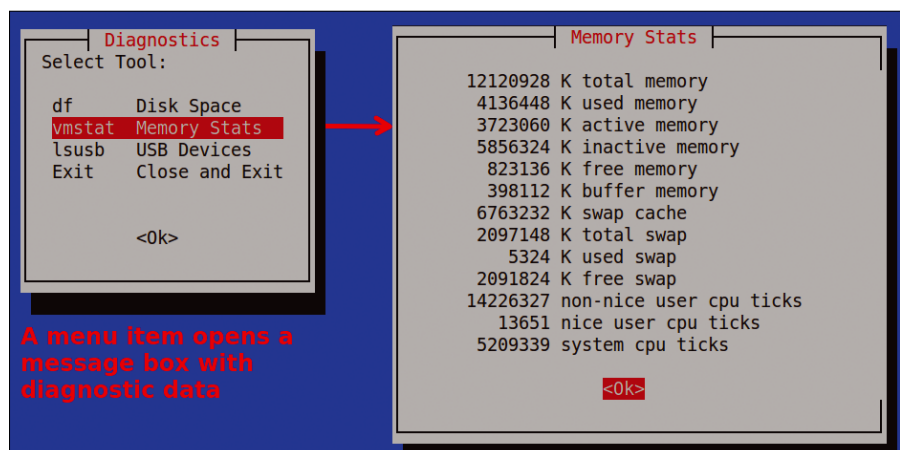 Diagnostics
Select Tool:
df Disk Space
vmstat Memory Stats
lsusb USB Devices
Exit Close and Exit
<Ok>
A menu item opens a
message box with
diagnostic data
Memory Stats
12120928 K total memory
4136448 K used memory
3723060 K active memory
5856324 K inactive memory
823136 K free memory
398112 K buffer memory
6763232 K swap cache
2097148 K total swap
5324 K used swap
2091824 K free swap
14226327 non-nice user cpu ticks
13651 nice user cpu ticks
5209339 system cpu ticks
<Ok>